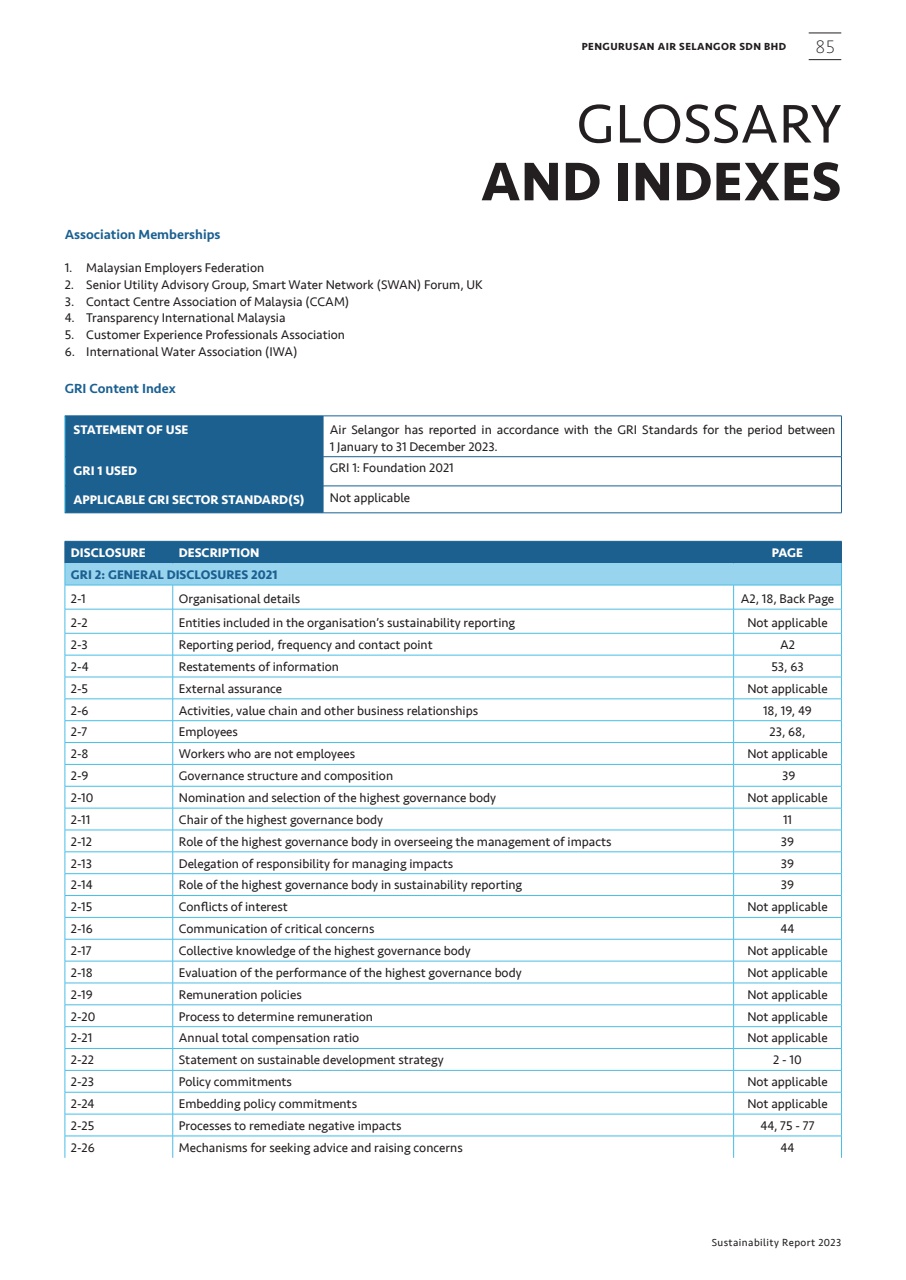 PENGURUSAN AIR SELANGOR SDN BHD 85
GLOSSARY
AND INDEXES
Association Memberships
1. Malaysian Employers Federation
2. Senior Utility Advisory Group, Smart Water Network (SWAN) Forum, UK
3. Contact Centre Association of Malaysia (CCAM)
4. Transparency International Malaysia
5. Customer Experience Professionals Association
6. International Water Association (IWA)
GRI Content Index
STATEMENT OF USE Air Selangor has reported in accordance with the GRI Standards for the period between
1 January to 31 December 2023.
GRI 1 USED GRI 1: Foundation 2021
APPLICABLE GRI SECTOR STANDARD(S) Not applicable
DISCLOSURE DESCRIPTION PAGE
GRI 2: GENERAL DISCLOSURES 2021
2-1 Organisational details A2, 18, Back Page
2-2 Entities included in the organisation's sustainability reporting Not applicable
2-3 Reporting period, frequency and contact point A2
2-4 Restatements of information 53, 63
2-5 External assurance Not applicable
2-6 Activities, value chain and other business relationships 18, 19, 49
2-7 Employees 23, 68,
2-8 Workers who are not employees Not applicable
2-9 Governance structure and composition 39
2-10 Nomination and selection of the highest governance body Not applicable
2-11 Chair of the highest governance body 11
2-12 Role of the highest governance body in overseeing the management of impacts 39
2-13 Delegation of responsibility for managing impacts 39
2-14 Role of the highest governance body in sustainability reporting 39
2-15 Conflicts of interest Not applicable
2-16 Communication of critical concerns 44
2-17 Collective knowledge of the highest governance body Not applicable
2-18 Evaluation of the performance of the highest governance body Not applicable
2-19 Remuneration policies Not applicable
2-20 Process to determine remuneration Not applicable
2-21 Annual total compensation ratio Not applicable
2-22 Statement on sustainable development strategy 2 - 10
2-23 Policy commitments Not applicable
2-24 Embedding policy commitments Not applicable
2-25 Processes to remediate negative impacts 44, 75 - 77
2-26 Mechanisms for seeking advice and raising concerns 44
Sustainability Report 2023